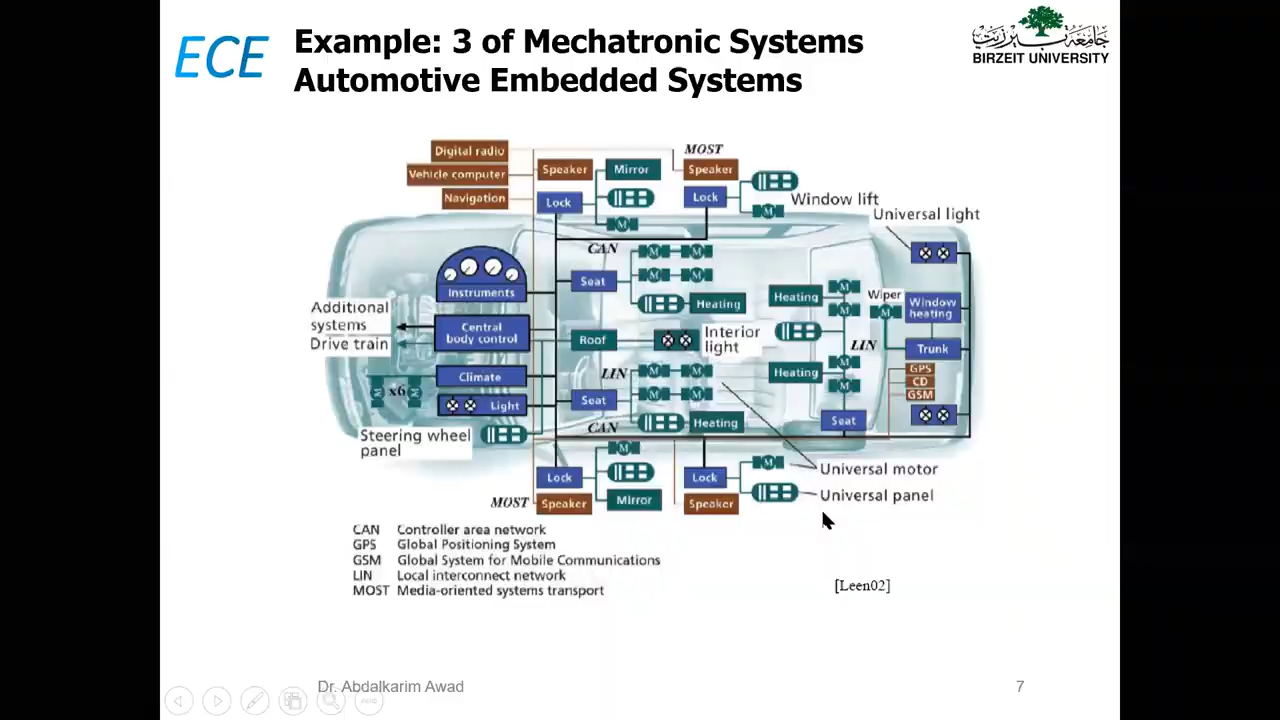 ECE
Example: 3 of Mechatronic Systems
Automotive Embedded Systems
جامعة بيرزيت
BIRZEIT UNIVERSITY
Digital radio
Vehicle computer
Navigation
Speaker
Lock
Mirror
M
MOST
Speaker
Lock
M
Window lift
Universal light
CAN
Instruments
Additional systems
Drive train
Central body control
Climate
Light
M x6 M
Steering wheel panel
Seat
M M
M M
Heating
Roof
Interior light
LIN
Seat
M M
M M
Heating
CAN
Heating
M
M
Wiper
M
Window heating
LIN
Trunk
Heating
M
M
GPS
CD
GSM
Seat
Lock
M
Mirror
MOST
Speaker
Lock
M
Speaker
Universal motor
Universal panel
CAN Controller area network
GPS Global Positioning System
GSM Global System for Mobile Communications
LIN Local interconnect network
MOST Media-oriented systems transport
[Leen02]
Dr. Abdalkarim Awad
7